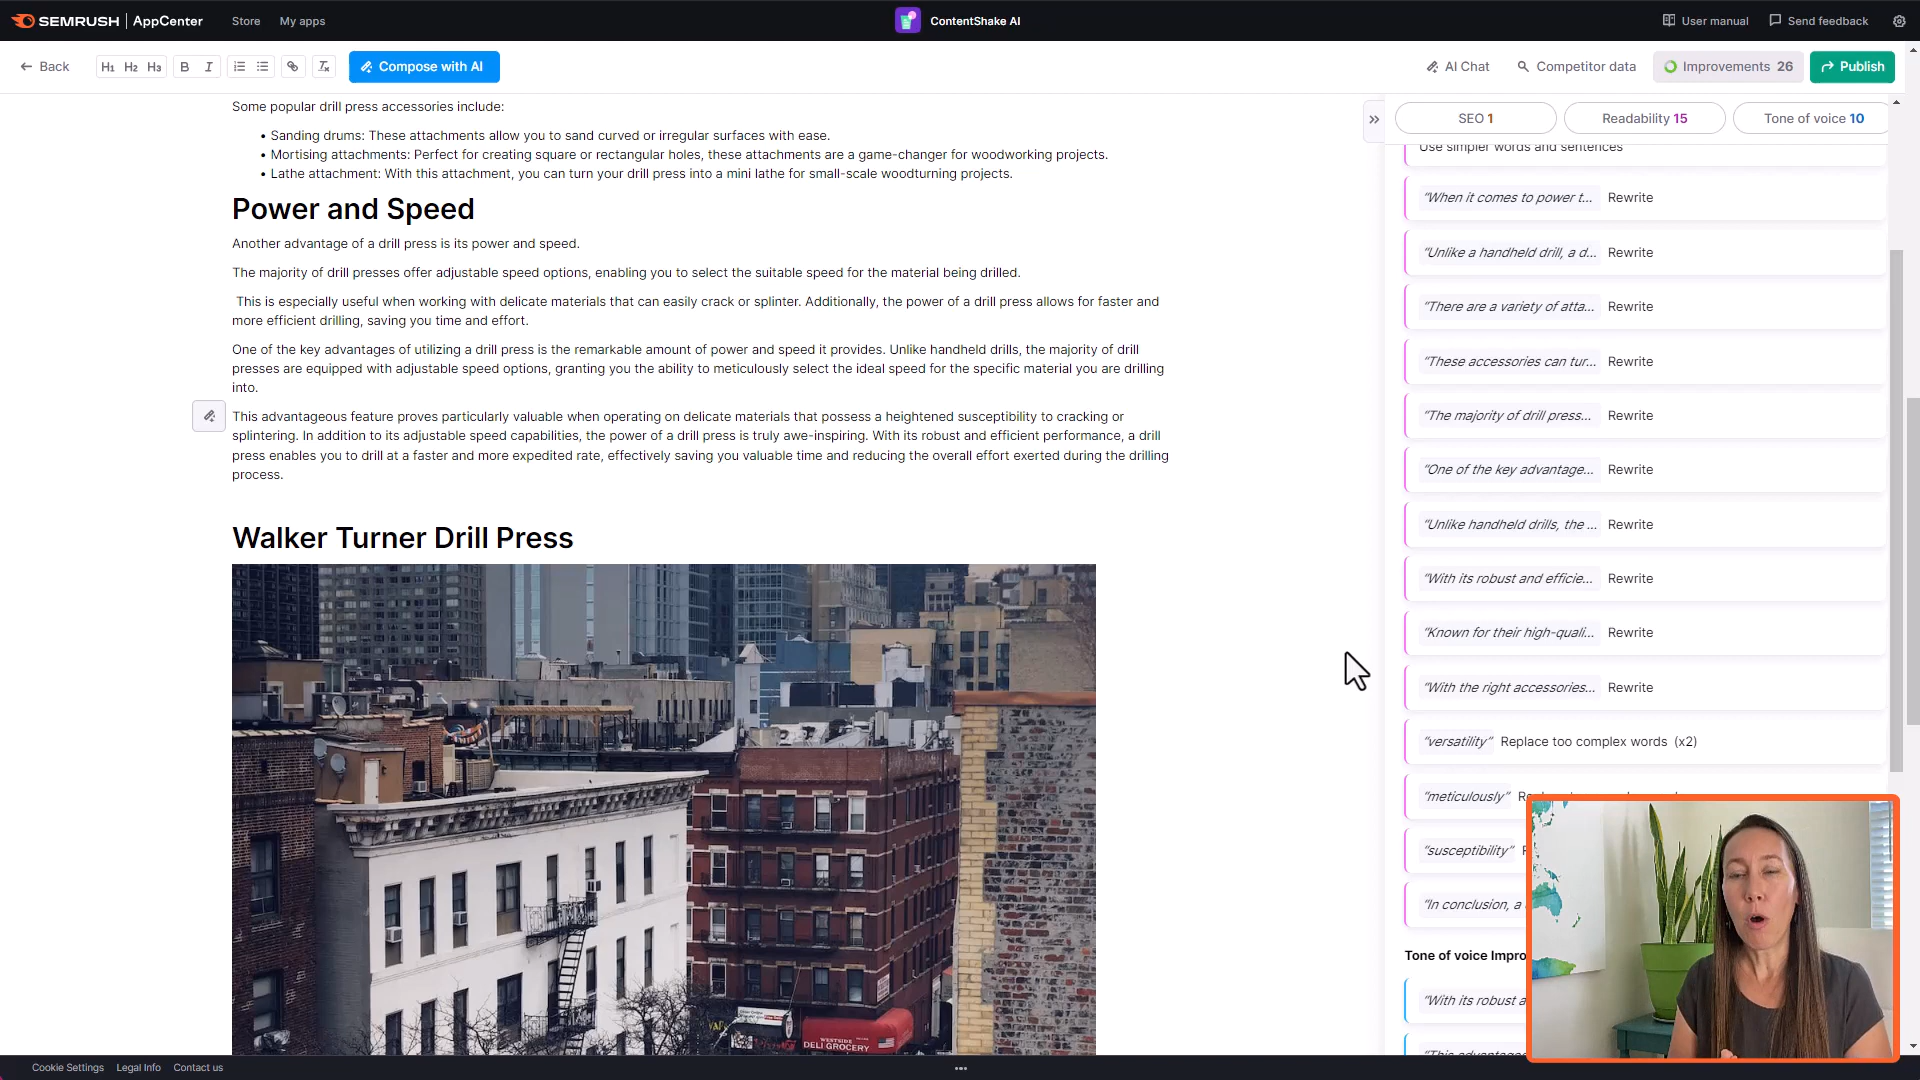 SEMRUSH AppCenter Store My apps
ContentShake AI
User manual Send feedback
Back
H1 H2 H3 B I
Compose with AI
AI Chat Competitor data Improvements 26 Publish
Some popular drill press accessories include:
• Sanding drums: These attachments allow you to sand curved or irregular surfaces with ease.
• Mortising attachments: Perfect for creating square or rectangular holes, these attachments are a game-changer for woodworking projects.
• Lathe attachment: With this attachment, you can turn your drill press into a mini lathe for small-scale woodturning projects.
Power and Speed
Another advantage of a drill press is its power and speed.
The majority of drill presses offer adjustable speed options, enabling you to select the suitable speed for the material being drilled.
This is especially useful when working with delicate materials that can easily crack or splinter. Additionally, the power of a drill press allows for faster and
more efficient drilling, saving you time and effort.
One of the key advantages of utilizing a drill press is the remarkable amount of power and speed it provides. Unlike handheld drills, the majority of drill
presses are equipped with adjustable speed options, granting you the ability to meticulously select the ideal speed for the specific material you are drilling
into.
This advantageous feature proves particularly valuable when operating on delicate materials that possess a heightened susceptibility to cracking or
splintering. In addition to its adjustable speed capabilities, the power of a drill press is truly awe-inspiring. With its robust and efficient performance, a drill
press enables you to drill at a faster and more expedited rate, effectively saving you valuable time and reducing the overall effort exerted during the drilling
process.
Walker Turner Drill Press
WESTSIDE
DELI GROCERY
SEO 1 Readability 15 Tone of voice 10
Use simpler words and sentences
"When it comes to power t... Rewrite
"Unlike a handheld drill, a d... Rewrite
"There are a variety of atta... Rewrite
"These accessories can tur... Rewrite
"The majority of drill press... Rewrite
"One of the key advantage... Rewrite
"Unlike handheld drills, the ... Rewrite
"With its robust and efficie... Rewrite
"Known for their high-quali... Rewrite
"With the right accessories... Rewrite
"versatility" Replace too complex words (x2)
"meticulously"
"susceptibility"
"In conclusion, a
Tone of voice Impro
"With its robust a
Cookie Settings Legal Info Contact us